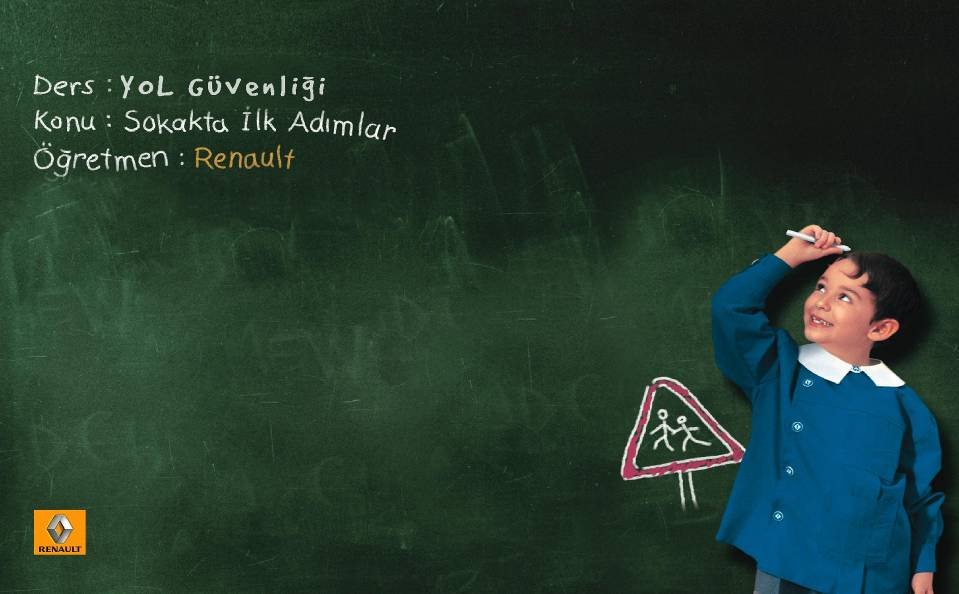 Ders : YoL Güvenliği
Konu : Sokakta İlk Adımlar
Öğretmen : Renault
RENAULT